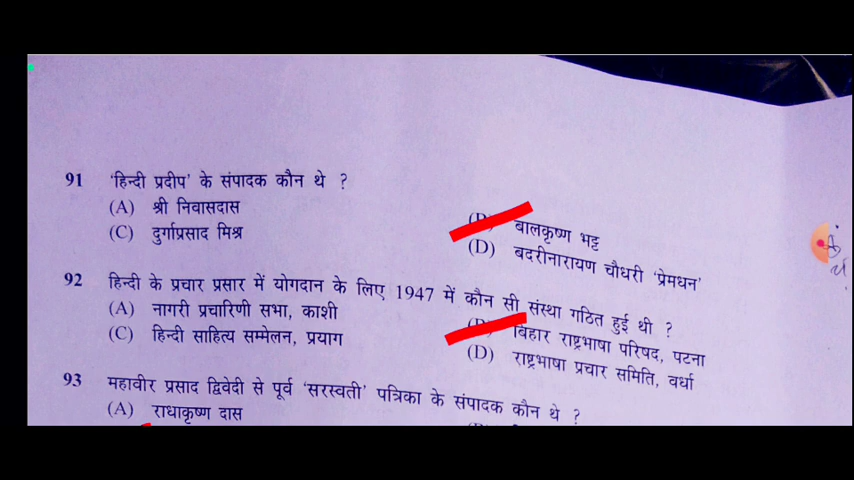 91 'हिन्दी प्रदीप' के संपादक कौन थे ?
(A) श्री निवासदास
(B) बालकृष्ण भट्ट
(C) दुर्गाप्रसाद मिश्र
(D) बदरीनारायण चौधरी 'प्रेमधन'
92 हिन्दी के प्रचार प्रसार में योगदान के लिए 1947 में कौन सी संस्था गठित हुई थी ?
(A) नागरी प्रचारिणी सभा, काशी
(B) बिहार राष्ट्रभाषा परिषद, पटना
(C) हिन्दी साहित्य सम्मेलन, प्रयाग
(D) राष्ट्रभाषा प्रचार समिति, वर्धा
93 महावीर प्रसाद द्विवेदी से पूर्व 'सरस्वती' पत्रिका के संपादक कौन थे ?
(A) राधाकृष्ण दास